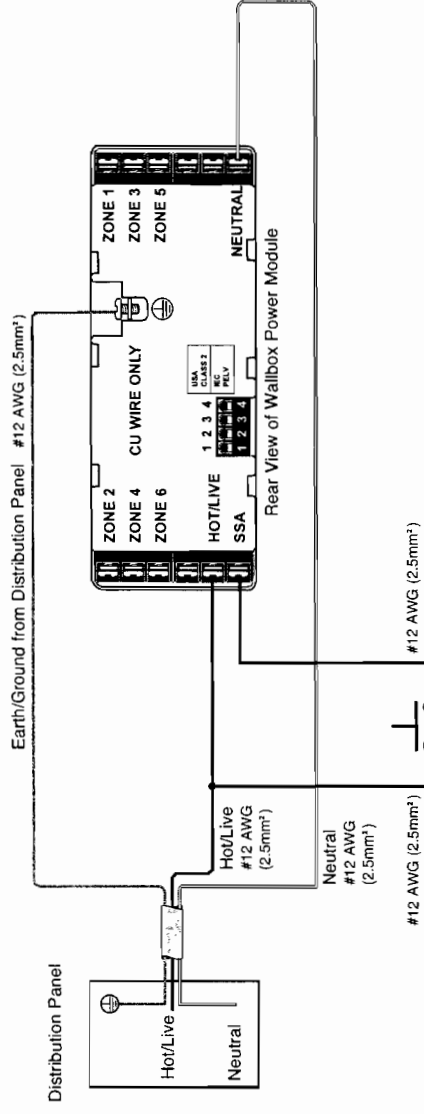 Earth/Ground from Distribution Panel #12 AWG (2.5mm²)
Distribution Panel
Hot/Live
Neutral
Hot/Live
#12 AWG
(2.5mm²)
Neutral
#12 AWG
(2.5mm²)
ZONE 2
ZONE 4
ZONE 6
HOT/LIVE
SSA
CU WIRE ONLY
1 2 3 4
1 2 3 4
USA
CLASS 2
IEC
PELV
ZONE 1
ZONE 3
ZONE 5
NEUTRAL
Rear View of Wallbox Power Module
#12 AWG (2.5mm²)
#12 AWG (2.5mm²)